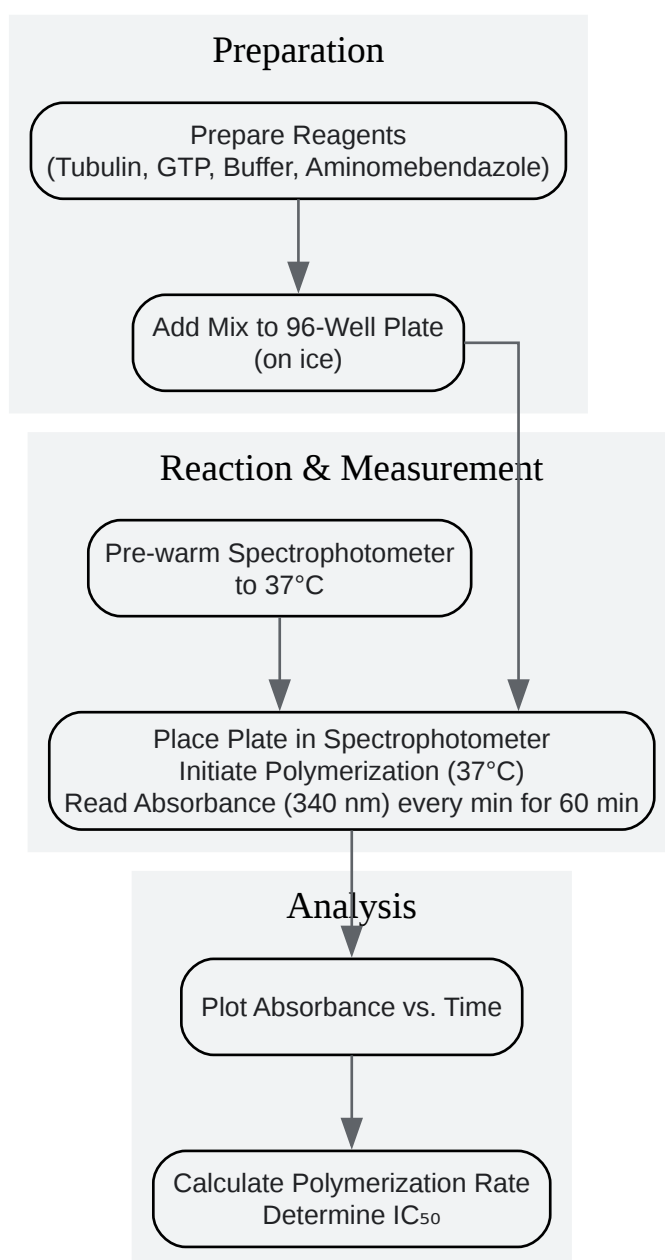 Preparation
Prepare Reagents
(Tubulin, GTP, Buffer, Aminomebendazole)
Add Mix to 96-Well Plate
(on ice)
Reaction & Measurement
Pre-warm Spectrophotometer
to 37°C
Place Plate in Spectrophotometer
Initiate Polymerization (37°C)
Read Absorbance (340 nm) every min for 60 min
Analysis
Plot Absorbance vs. Time
Calculate Polymerization Rate
Determine IC₅₀